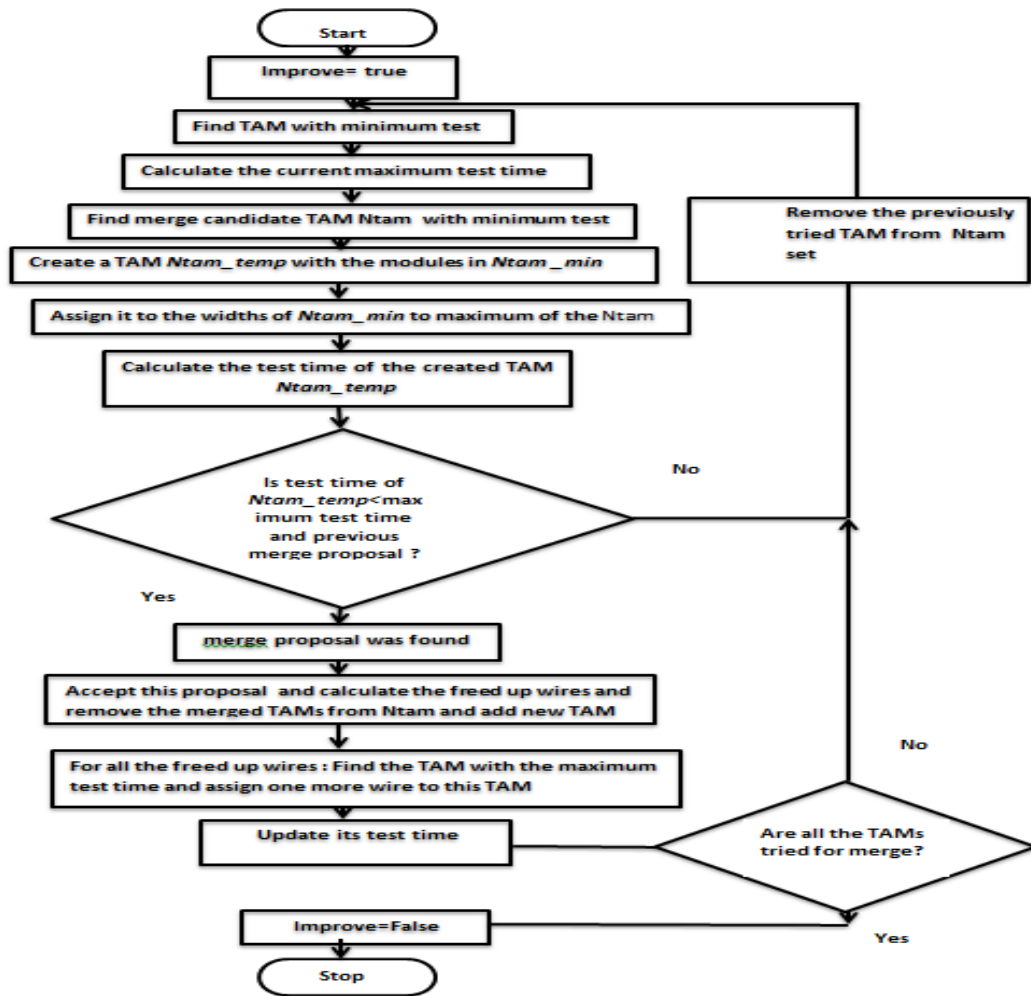 Start
Improve= true
Find TAM with minimum test
Calculate the current maximum test time
Find merge candidate TAM Ntam with minimum test
Create a TAM Ntam_temp with the modules in Ntam _min
Assign it to the widths of Ntam_min to maximum of the Ntam
Calculate the test time of the created TAM
Ntam_temp
Remove the previously
tried TAM from Ntam
set
Is test time of
Ntam_temp<max
imum test time
and previous
merge proposal ?
No
Yes
merge proposal was found
Accept this proposal and calculate the freed up wires and
remove the merged TAMs from Ntam and add new TAM
For all the freed up wires : Find the TAM with the maximum
test time and assign one more wire to this TAM
Update its test time
No
Are all the TAMs
tried for merge?
Yes
Improve=False
Stop